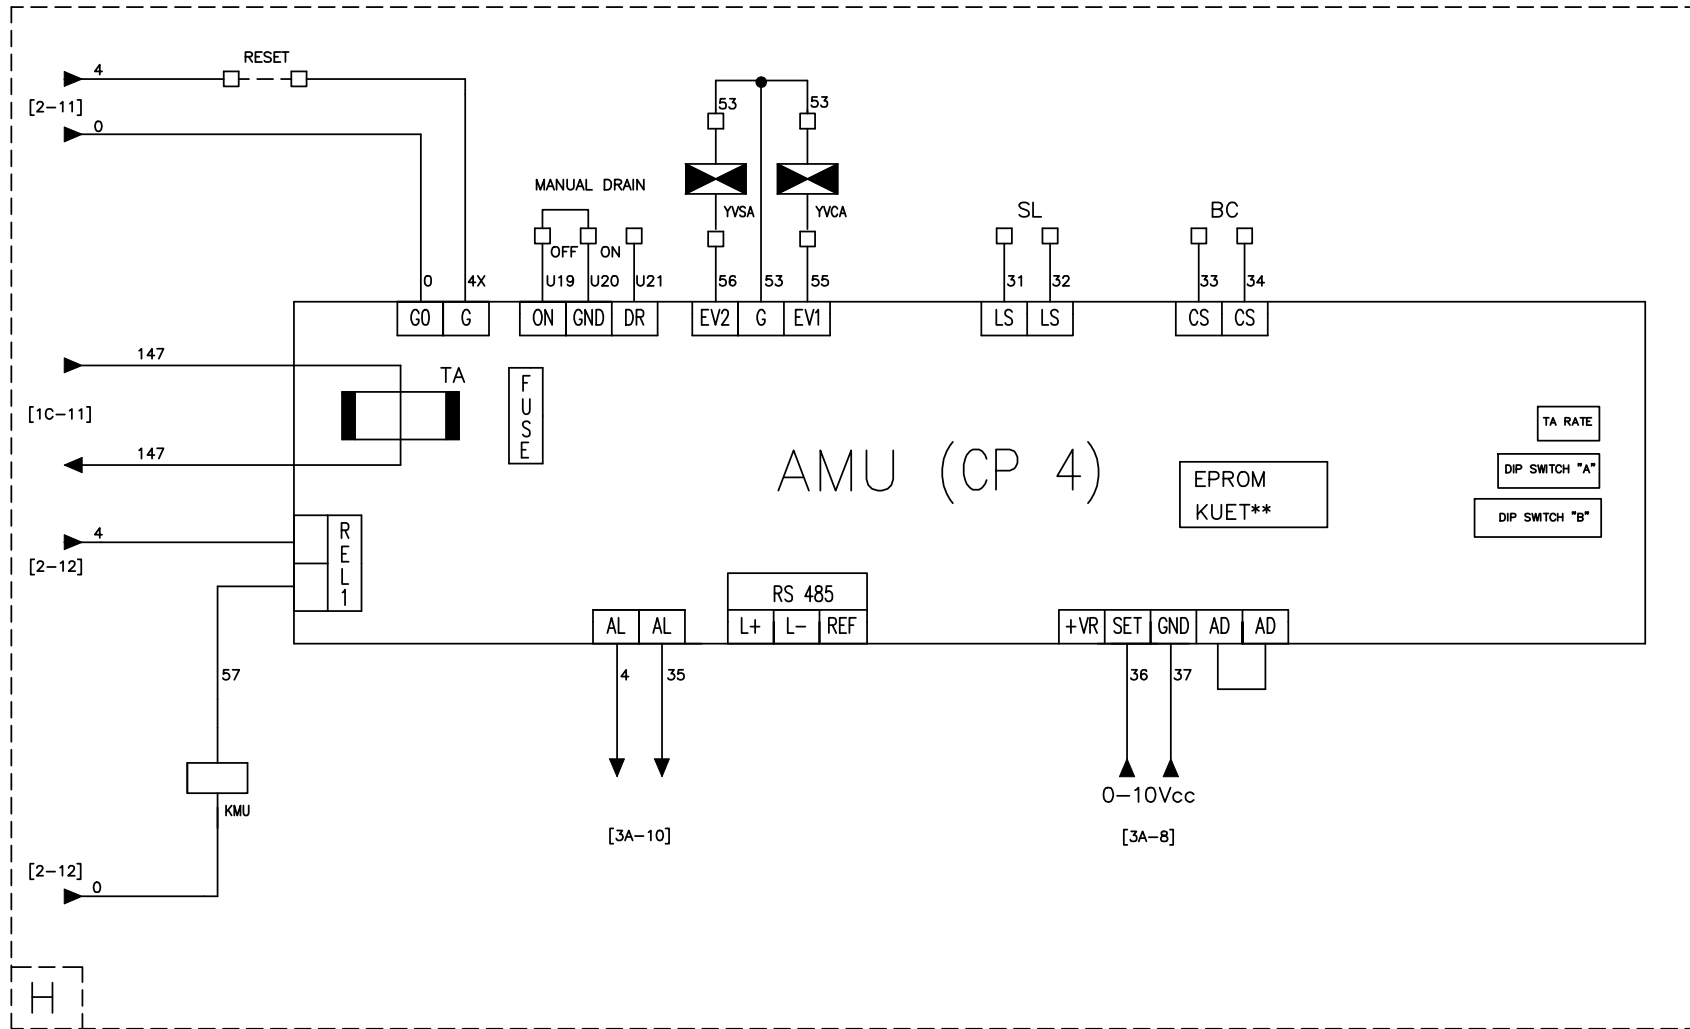 RESET
4
[2-11]
0
53 53
MANUAL DRAIN
YVSA YVCA
SL BC
OFF ON
0 4X U19 U20 U21 56 53 55 31 32 33 34
G0 G ON GND DR EV2 G EV1 LS LS CS CS
147
TA
FUSE
[1C-11]
147
TA RATE
DIP SWITCH "A"
DIP SWITCH "B"
AMU (CP 4)
EPROM
KUET**
4
[2-12]
REL1
RS 485
AL AL L+ L- REF +VR SET GND AD AD
57 4 35 36 37
KMU
0-10Vcc
[3A-10] [3A-8]
[2-12]
0
H